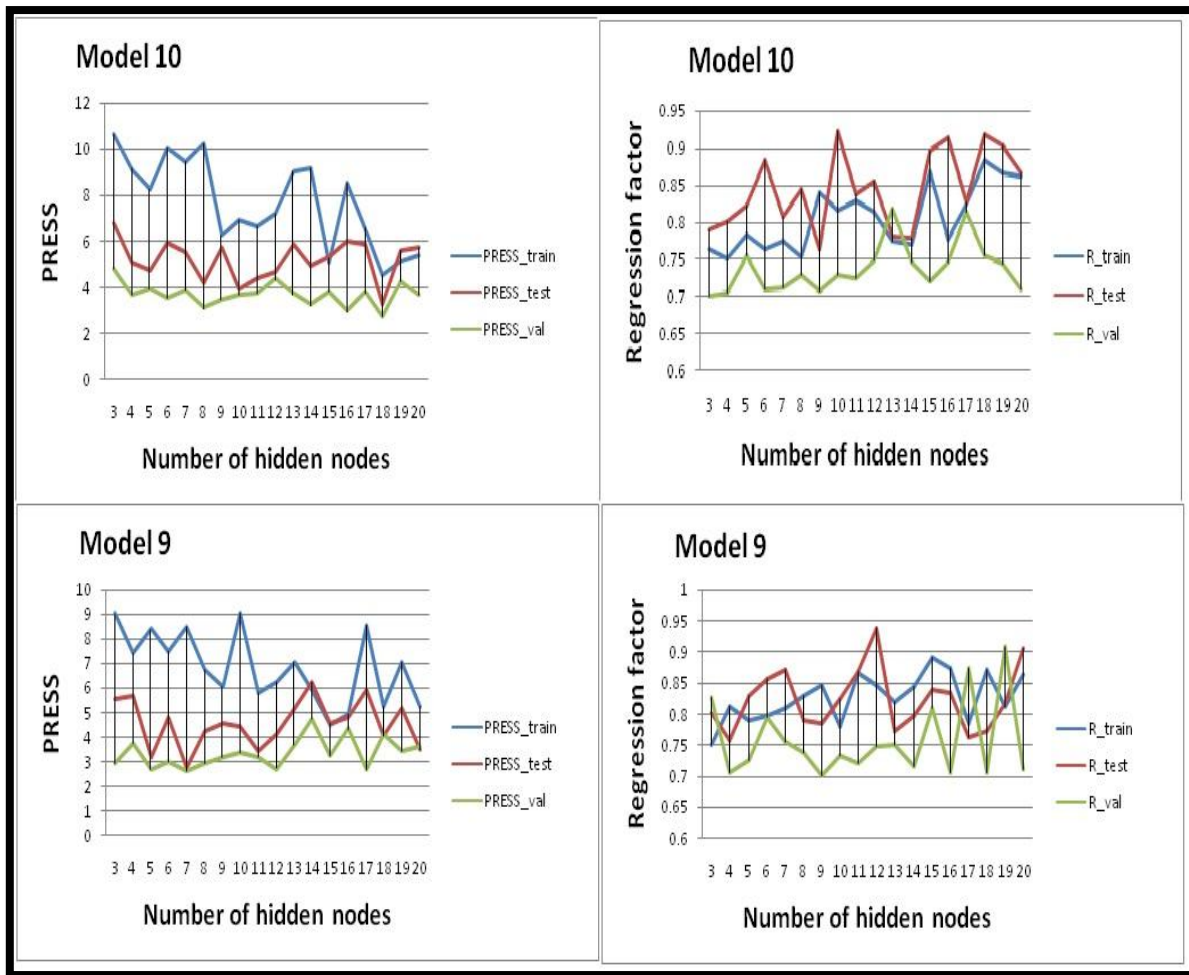 Model 10
PRESS
12
10
8
6
4
2
0
3 4 5 6 7 8 9 10 11 12 13 14 15 16 17 18 19 20
Number of hidden nodes
PRESS_train
PRESS_test
PRESS_val
Model 10
Regression factor
0.95
0.9
0.85
0.8
0.75
0.7
0.65
0.6
3 4 5 6 7 8 9 10 11 12 13 14 15 16 17 18 19 20
Number of hidden nodes
R_train
R_test
R_val
Model 9
PRESS
10
9
8
7
6
5
4
3
2
1
0
3 4 5 6 7 8 9 10 11 12 13 14 15 16 17 18 19 20
Number of hidden nodes
PRESS_train
PRESS_test
PRESS_val
Model 9
Regression factor
1
0.95
0.9
0.85
0.8
0.75
0.7
0.65
0.6
3 4 5 6 7 8 9 10 11 12 13 14 15 16 17 18 19 20
Number of hidden nodes
R_train
R_test
R_val